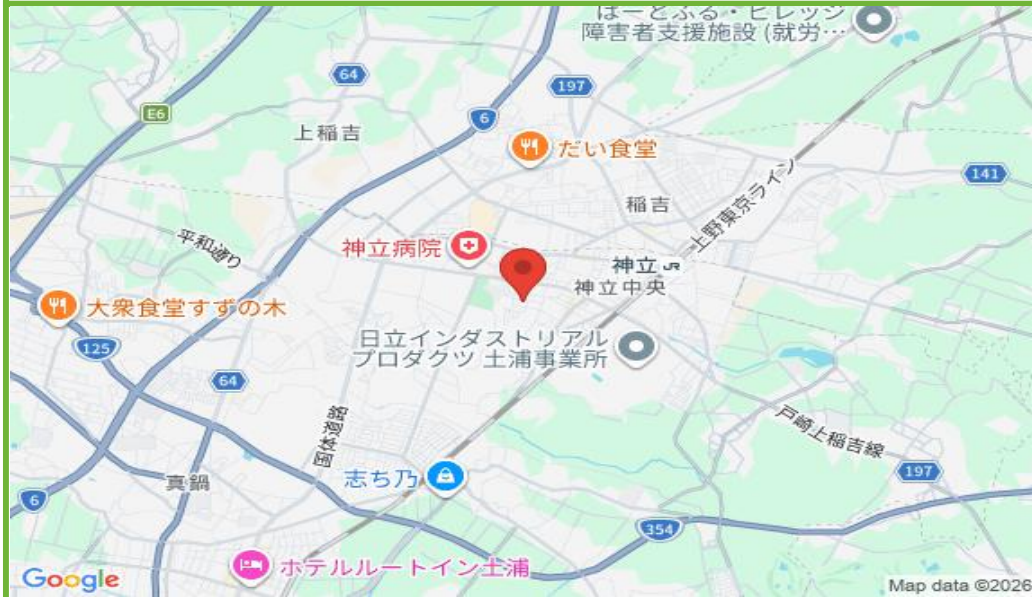 はーとふる・ビレッジ
障害者支援施設 (就労…
64
197
E6
6
上稲吉
だい食堂
141
稲吉
上野東京ライン
平和通り
神立病院
神立 JR
神立中央
大衆食堂すずの木
日立インダストリアル
プロダクツ 土浦事業所
125
64
国体道路
戸崎上稲吉線
197
志ち乃
真鍋
6
354
ホテルルートイン土浦
Google
Map data ©2026